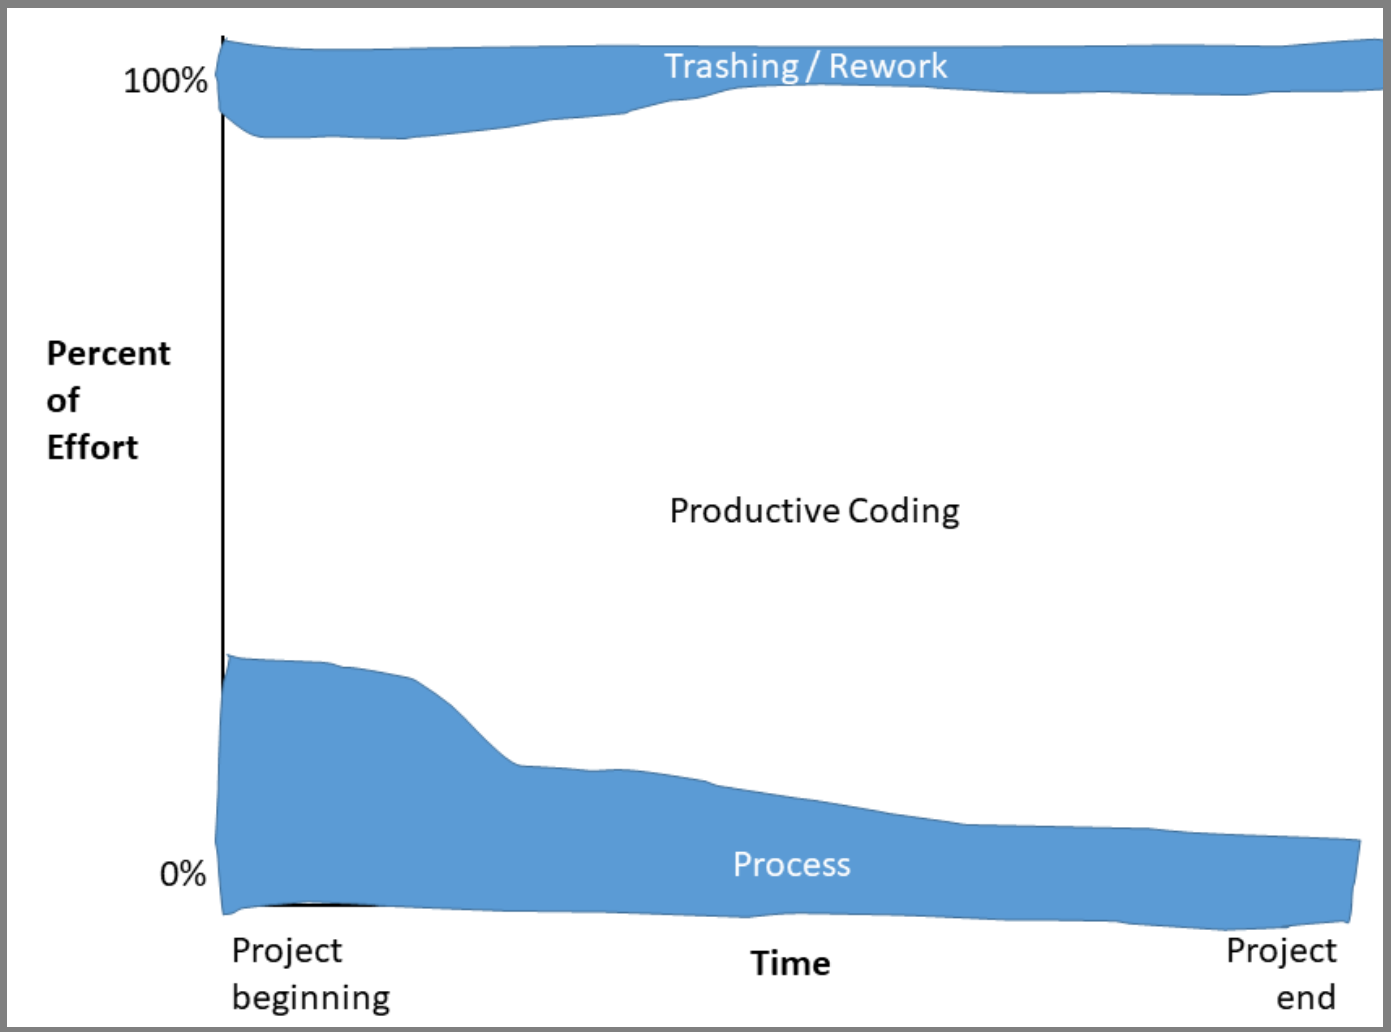 Trashing / Rework
100%
Percent
of
Effort
Productive Coding
Process
0%
Project
beginning
Time
Project
end